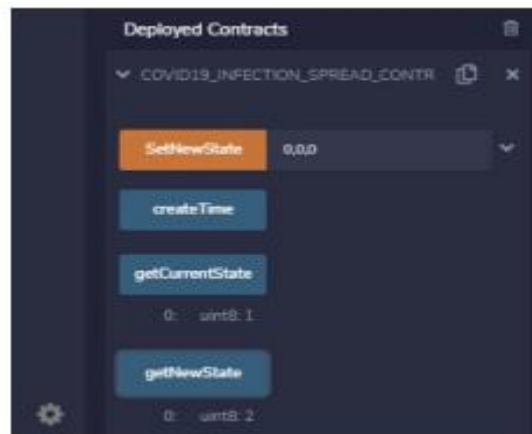 Deployed Contracts
COVID19_INFECTION_SPREAD_CONTR
SetNewState 0,0,0
createTime
getCurrentState
0: uint8: 1
getNewState
0: uint8: 2